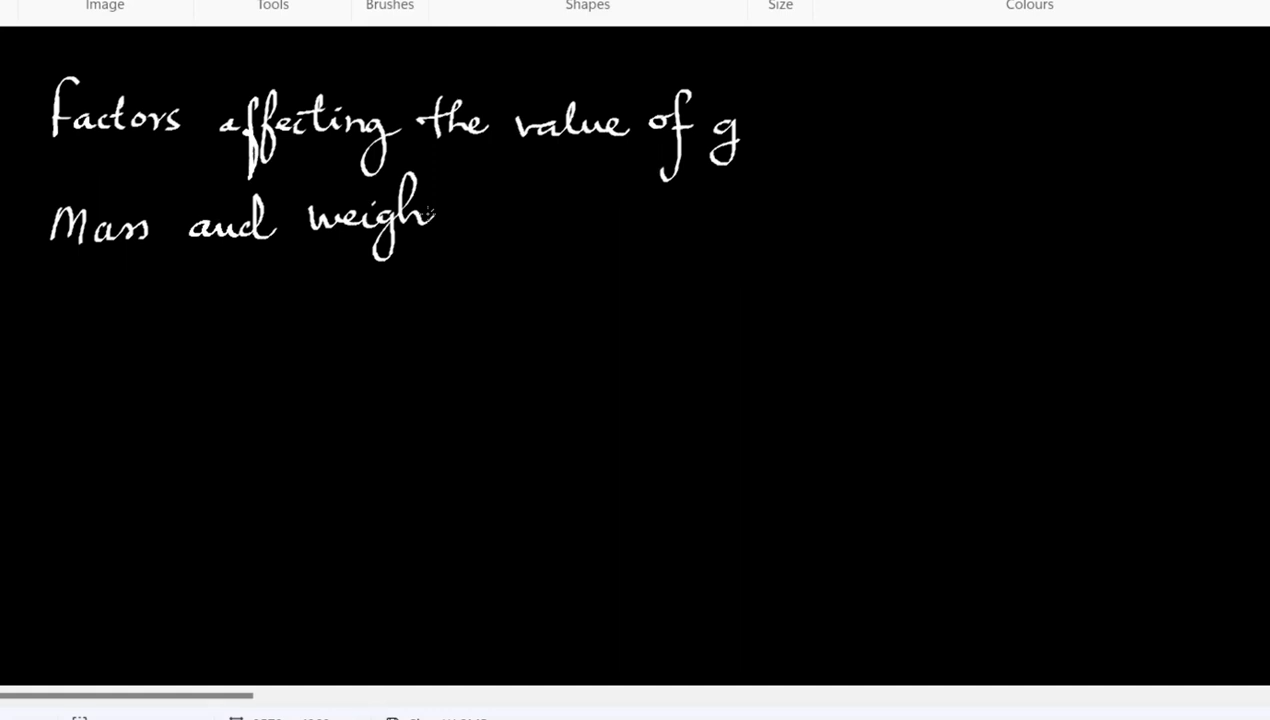 Image Tools Brushes Shapes Size Colours
Factors affecting the value of g
Mass and weigh